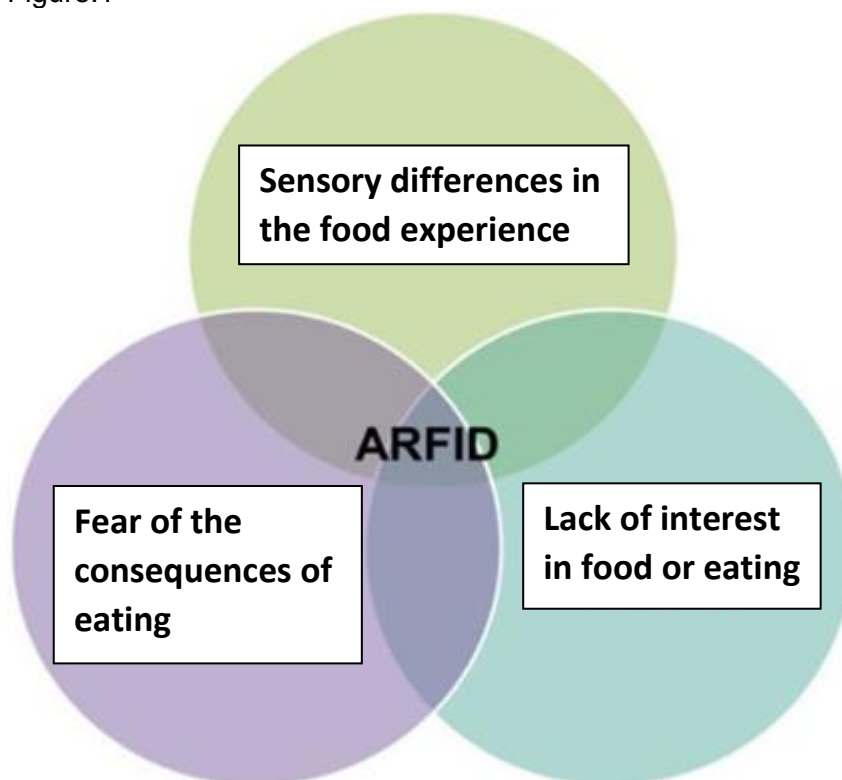 Sensory differences in
the food experience
ARFID
Fear of the
consequences of
eating
Lack of interest
in food or eating